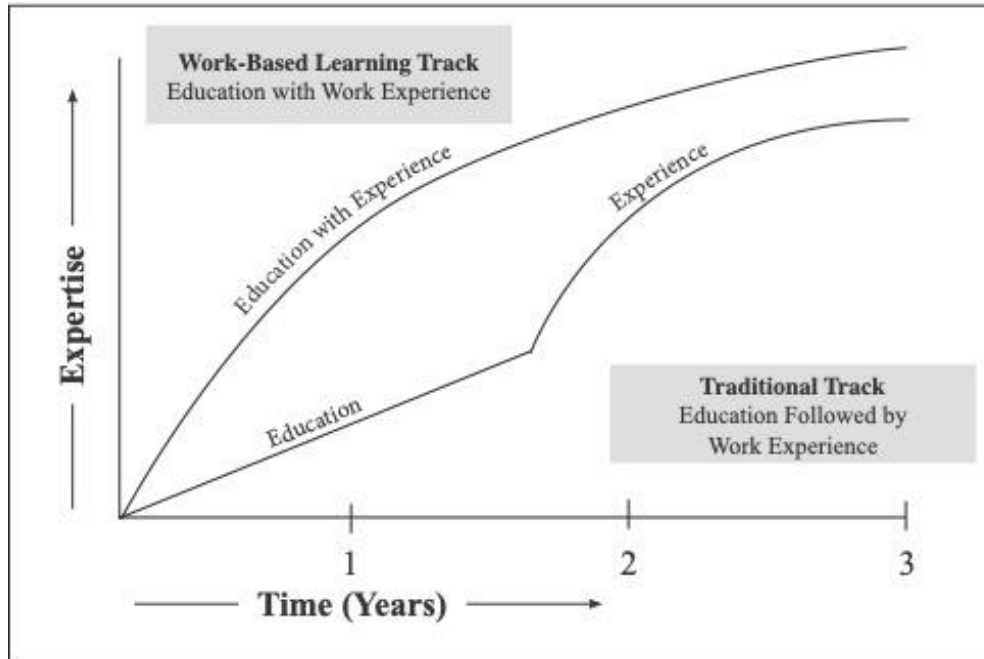 Work-Based Learning Track
Education with Work Experience
Education with Experience
Experience
Expertise
Education
Traditional Track
Education Followed by
Work Experience
1
2
3
Time (Years)